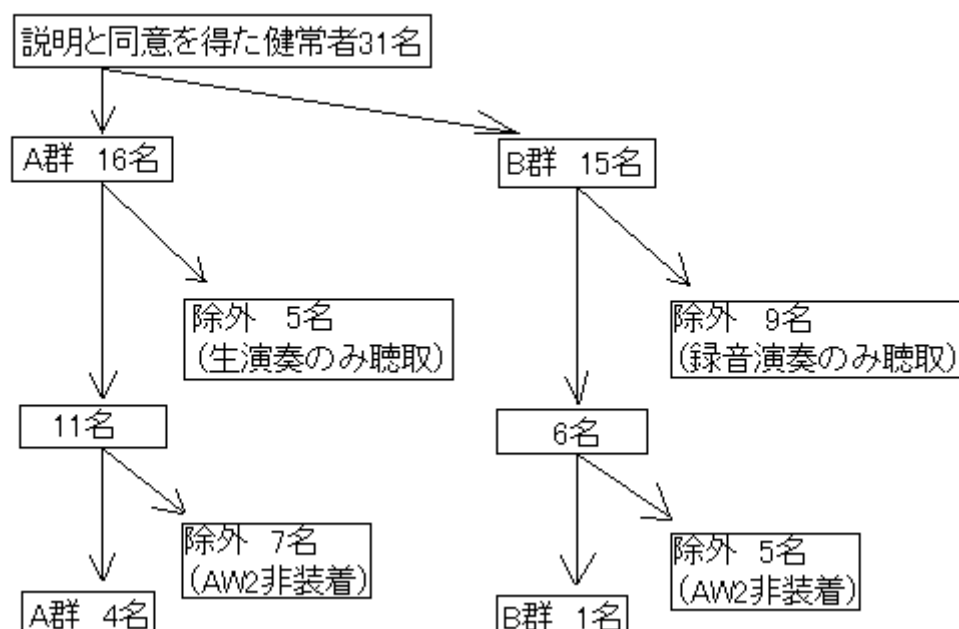 説明と同意を得た健常者31名
A群 16名
B群 15名
除外 5名
(生演奏のみ聴取)
除外 9名
(録音演奏のみ聴取)
11名
6名
除外 7名
(AW2非装着)
除外 5名
(AW2非装着)
A群 4名
B群 1名